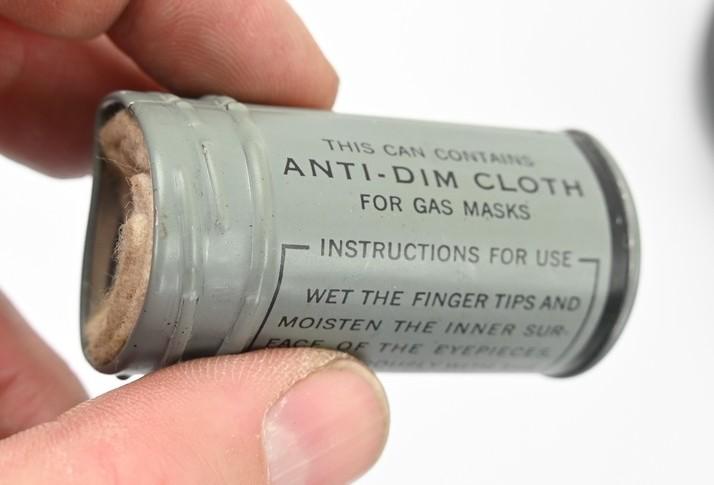 THIS CAN CONTAINS
ANTI-DIM CLOTH
FOR GAS MASKS
INSTRUCTIONS FOR USE
WET THE FINGER TIPS AND
MOISTEN THE INNER SUR-
FACE OF THE EYEPIECES.